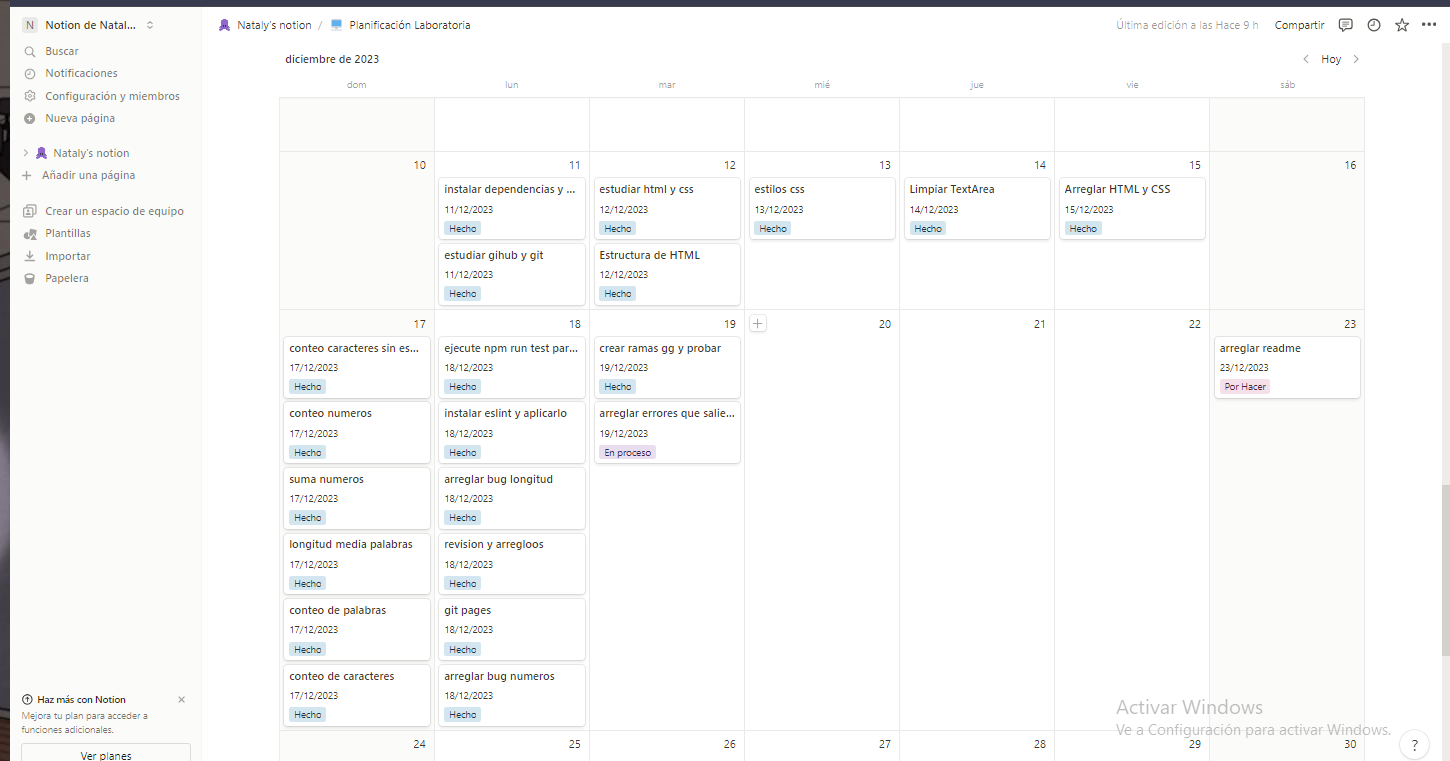 N Notion de Natal...
Buscar
Notificaciones
Configuración y miembros
Nueva página
Nataly's notion
Añadir una página
Crear un espacio de equipo
Plantillas
Importar
Papelera
Haz más con Notion
Mejora tu plan para acceder a
funciones adicionales.
Ver planes
Nataly's notion / Planificación Laboratoria
Última edición a las Hace 9 h Compartir
diciembre de 2023
Hoy
dom lun mar mié jue vie sáb
10
11
instalar dependencias y ...
11/12/2023
Hecho
estudiar gihub y git
11/12/2023
Hecho
12
estudiar html y css
12/12/2023
Hecho
Estructura de HTML
12/12/2023
Hecho
13
estilos css
13/12/2023
Hecho
14
Limpiar TextArea
14/12/2023
Hecho
15
Arreglar HTML y CSS
15/12/2023
Hecho
16
17
conteo caracteres sin es...
17/12/2023
Hecho
conteo numeros
17/12/2023
Hecho
suma numeros
17/12/2023
Hecho
longitud media palabras
17/12/2023
Hecho
conteo de palabras
17/12/2023
Hecho
conteo de caracteres
17/12/2023
Hecho
18
ejecute npm run test par...
18/12/2023
Hecho
instalar eslint y aplicarlo
18/12/2023
Hecho
arreglar bug longitud
18/12/2023
Hecho
revision y arregloos
18/12/2023
Hecho
git pages
18/12/2023
Hecho
arreglar bug numeros
18/12/2023
Hecho
19
crear ramas gg y probar
19/12/2023
Hecho
arreglar errores que salie...
19/12/2023
En proceso
20
21
22
23
arreglar readme
23/12/2023
Por Hacer
24 25 26 27 28 29 30
Activar Windows
Ve a Configuración para activar Windows.
?